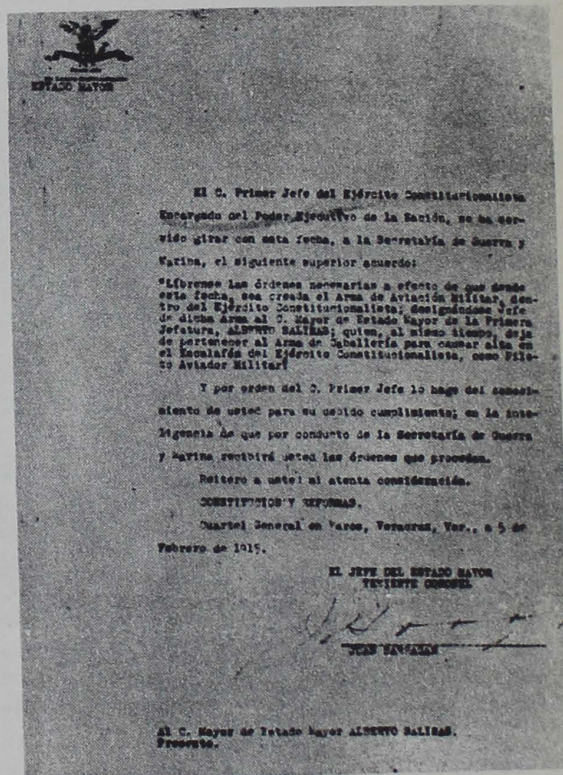 ESTADO MAYOR
El C. Primer Jefe del Ejército Constitucionalista
Encargado del Poder Ejecutivo de la Nación, se ha ser-
vido girar con esta fecha, a la Secretaría de Guerra y
Marina, el siguiente superior acuerdo:
"Líbrense las órdenes necesarias a efecto de que desde
esta fecha, sea creada el Arma de Aviación Militar, den-
tro del Ejército Constitucionalista; designándose Jefe
de dicha Arma al C. Mayor de Estado Mayor de la Primera
Jefatura, ALBERTO SALINAS; quien, al mismo tiempo, deja
de pertenecer al Arma de Caballería para causar alta en
el Escalafón del Ejército Constitucionalista, como Pilo-
to Aviador Militar"
Y por orden del C. Primer Jefe lo hago del conoci-
miento de usted para su debido cumplimiento; en la inte-
ligencia de que por conducto de la Secretaría de Guerra
y Marina recibirá usted las órdenes que procedan.
Reitero a usted mi atenta consideración.
CONSTITUCION Y REFORMAS.
Cuartel General en Faros, Veracruz, Ver., a 5 de
Febrero de 1915.
EL JEFE DEL ESTADO MAYOR
TENIENTE CORONEL
JUAN BARRAGAN
Al C. Mayor de Estado Mayor ALBERTO SALINAS.
Presente.